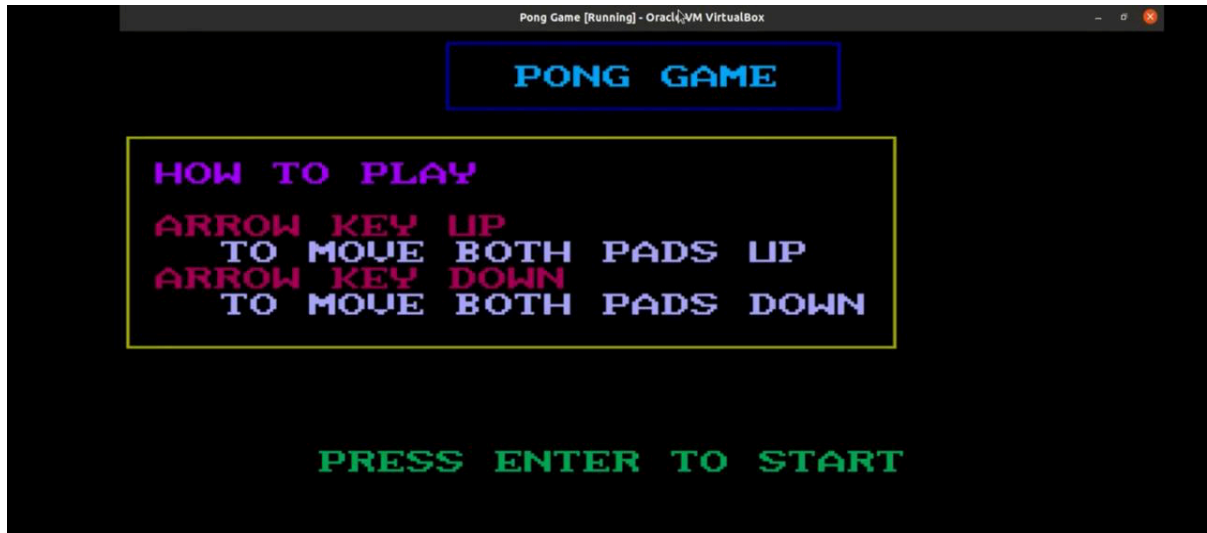 Pong Game [Running] - Oracle VM VirtualBox
PONG GAME
HOW TO PLAY
ARROW KEY UP
TO MOVE BOTH PADS UP
ARROW KEY DOWN
TO MOVE BOTH PADS DOWN
PRESS ENTER TO START